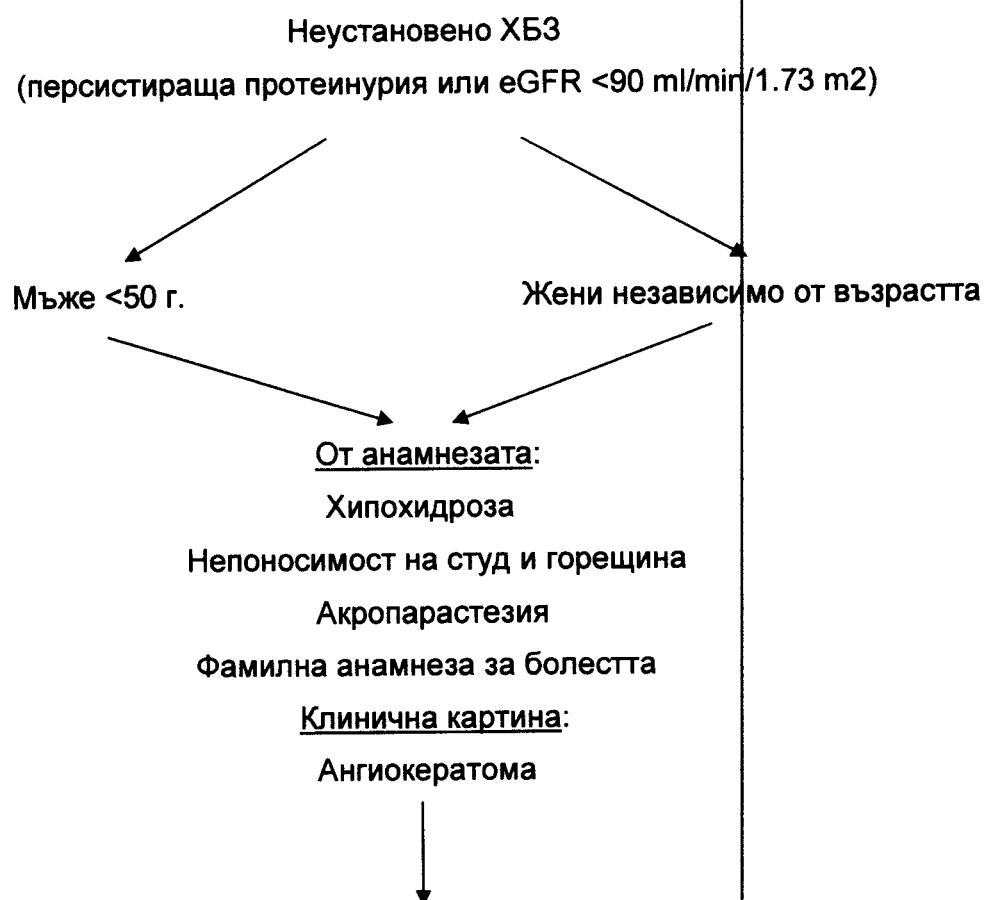 Неустановено ХБЗ
(персистираща протеинурия или eGFR <90 ml/min/1.73 m2)
Мъже <50 г.
Жени независимо от възрастта
От анамнезата:
Хипохидроза
Непоносимост на студ и горещина
Акропарастезия
Фамилна анамнеза за болестта
Клинична картина:
Ангиокератома